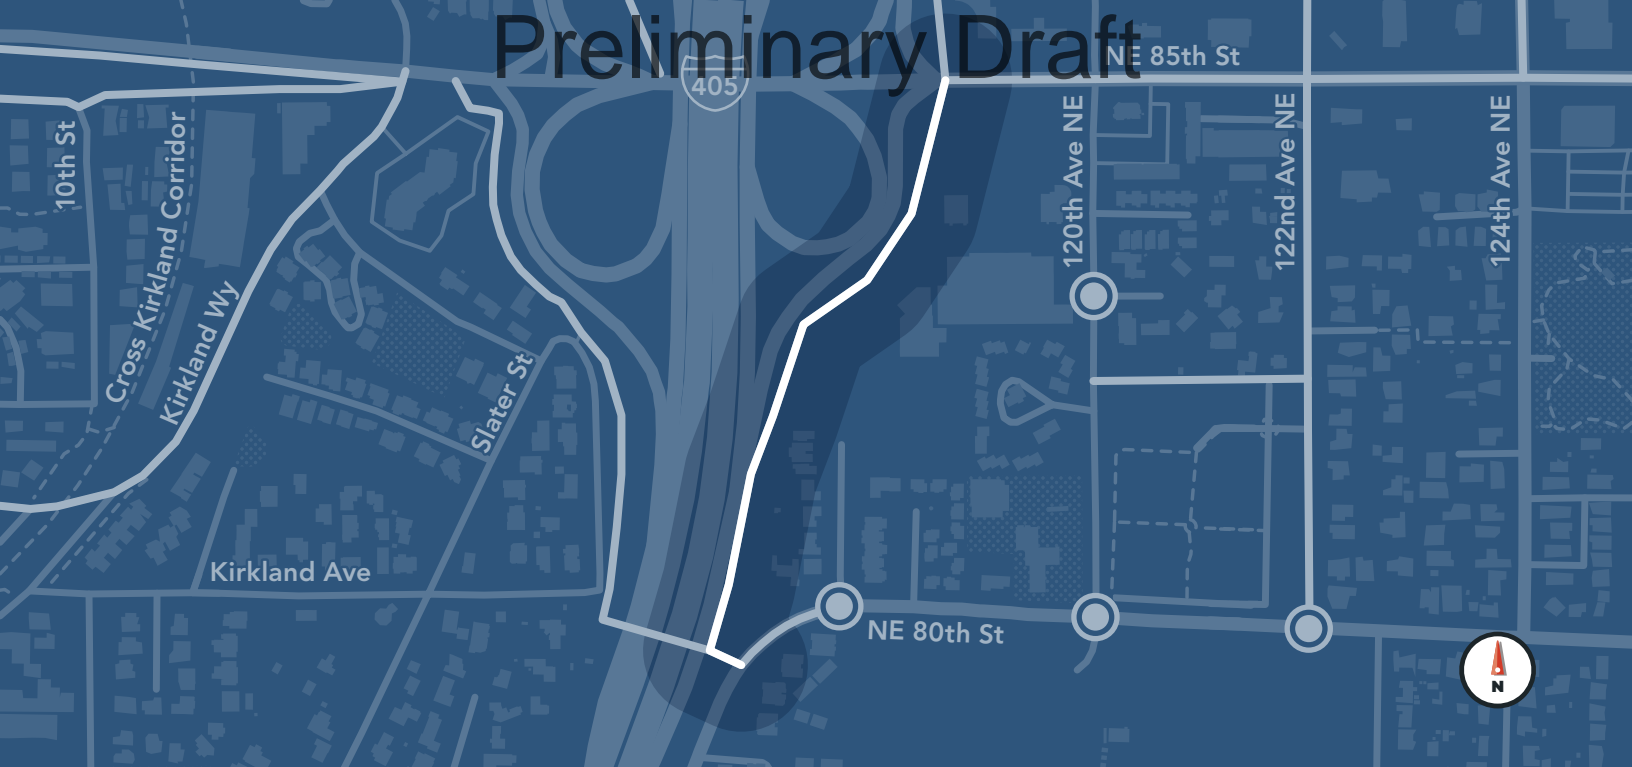 Preliminary Draft
NE 85th St
405
10th St
Cross Kirkland Corridor
Kirkland Wy
120th Ave NE
122nd Ave NE
124th Ave NE
Slater St
Kirkland Ave
NE 80th St
N